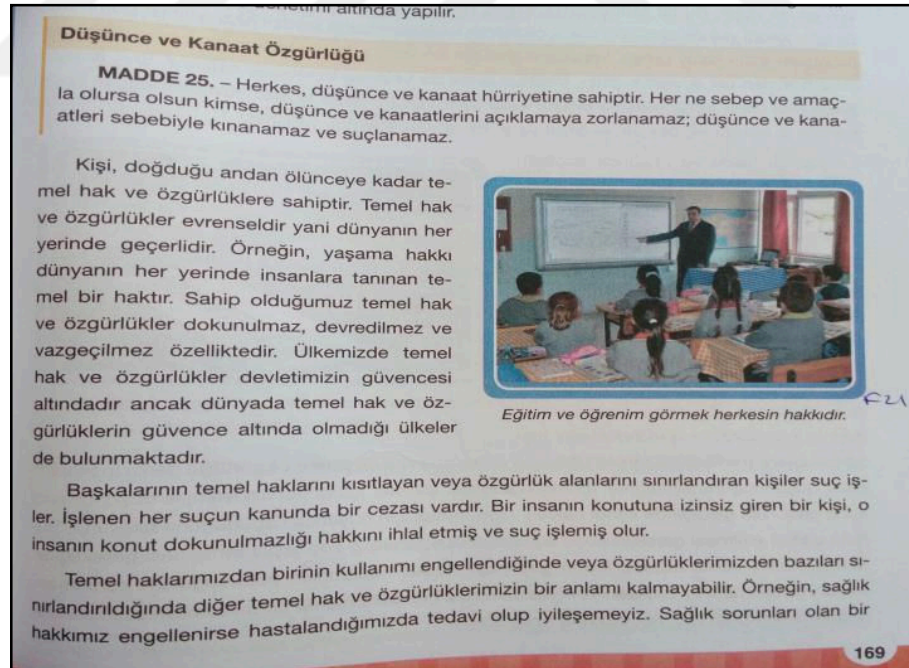 altında yapılır.
Düşünce ve Kanaat Özgürlüğü
MADDE 25. – Herkes, düşünce ve kanaat hürriyetine sahiptir. Her ne sebep ve amaç-
la olursa olsun kimse, düşünce ve kanaatlerini açıklamaya zorlanamaz; düşünce ve kana-
atleri sebebiyle kınanamaz ve suçlanamaz.
Kişi, doğduğu andan ölünceye kadar te-
mel hak ve özgürlüklere sahiptir. Temel hak
ve özgürlükler evrenseldir yani dünyanın her
yerinde geçerlidir. Örneğin, yaşama hakkı
dünyanın her yerinde insanlara tanınan te-
mel bir haktır. Sahip olduğumuz temel hak
ve özgürlükler dokunulmaz, devredilmez ve
vazgeçilmez özelliktedir. Ülkemizde temel
hak ve özgürlükler devletimizin güvencesi
altındadır ancak dünyada temel hak ve öz-
gürlüklerin güvence altında olmadığı ülkeler
de bulunmaktadır.
Eğitim ve öğrenim görmek herkesin hakkıdır.
F21
Başkalarının temel haklarını kısıtlayan veya özgürlük alanlarını sınırlandıran kişiler suç iş-
ler. İşlenen her suçun kanunda bir cezası vardır. Bir insanın konutuna izinsiz giren bir kişi, o
insanın konut dokunulmazlığı hakkını ihlal etmiş ve suç işlemiş olur.
Temel haklarımızdan birinin kullanımı engellendiğinde veya özgürlüklerimizden bazıları sı-
nırlandırıldığında diğer temel hak ve özgürlüklerimizin bir anlamı kalmayabilir. Örneğin, sağlık
hakkımız engellenirse hastalandığımızda tedavi olup iyileşemeyiz. Sağlık sorunları olan bir
169